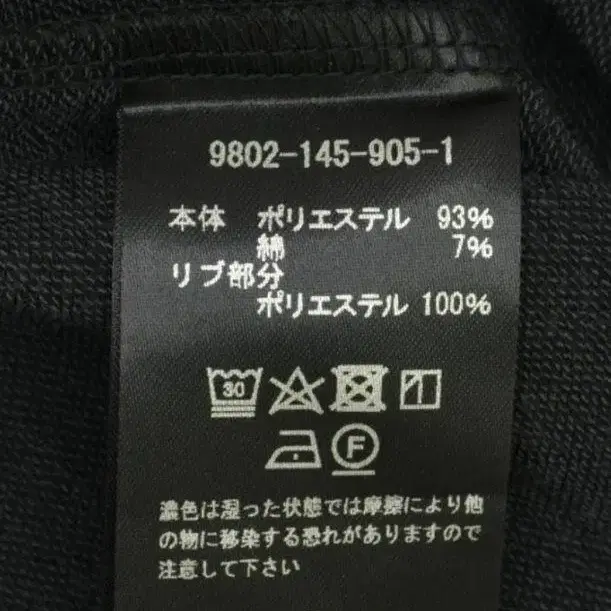 9802-145-905-1
本体 ポリエステル 93%
綿 7%
リブ部分
ポリエステル 100%
30
F
濃色は湿った状態では摩擦により他
の物に移染する恐れがありますので
注意して下さい